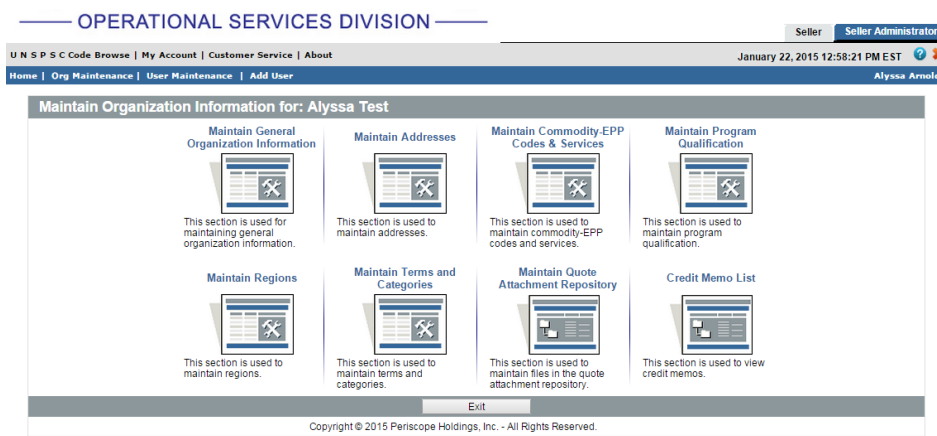 OPERATIONAL SERVICES DIVISION
Seller Seller Administrator
U N S P S C Code Browse | My Account | Customer Service | About January 22, 2015 12:58:21 PM EST
Home | Org Maintenance | User Maintenance | Add User Alyssa Arnold
Maintain Organization Information for: Alyssa Test
Maintain General
Organization Information
This section is used for
maintaining general
organization information.
Maintain Addresses
This section is used to
maintain addresses.
Maintain Commodity-EPP
Codes & Services
This section is used to
maintain commodity-EPP
codes and services.
Maintain Program
Qualification
This section is used to
maintain program
qualification.
Maintain Regions
This section is used to
maintain regions.
Maintain Terms and
Categories
This section is used to
maintain terms and
categories.
Maintain Quote
Attachment Repository
This section is used to
maintain files in the quote
attachment repository.
Credit Memo List
This section is used to view
credit memos.
Exit
Copyright © 2015 Periscope Holdings, Inc. - All Rights Reserved.